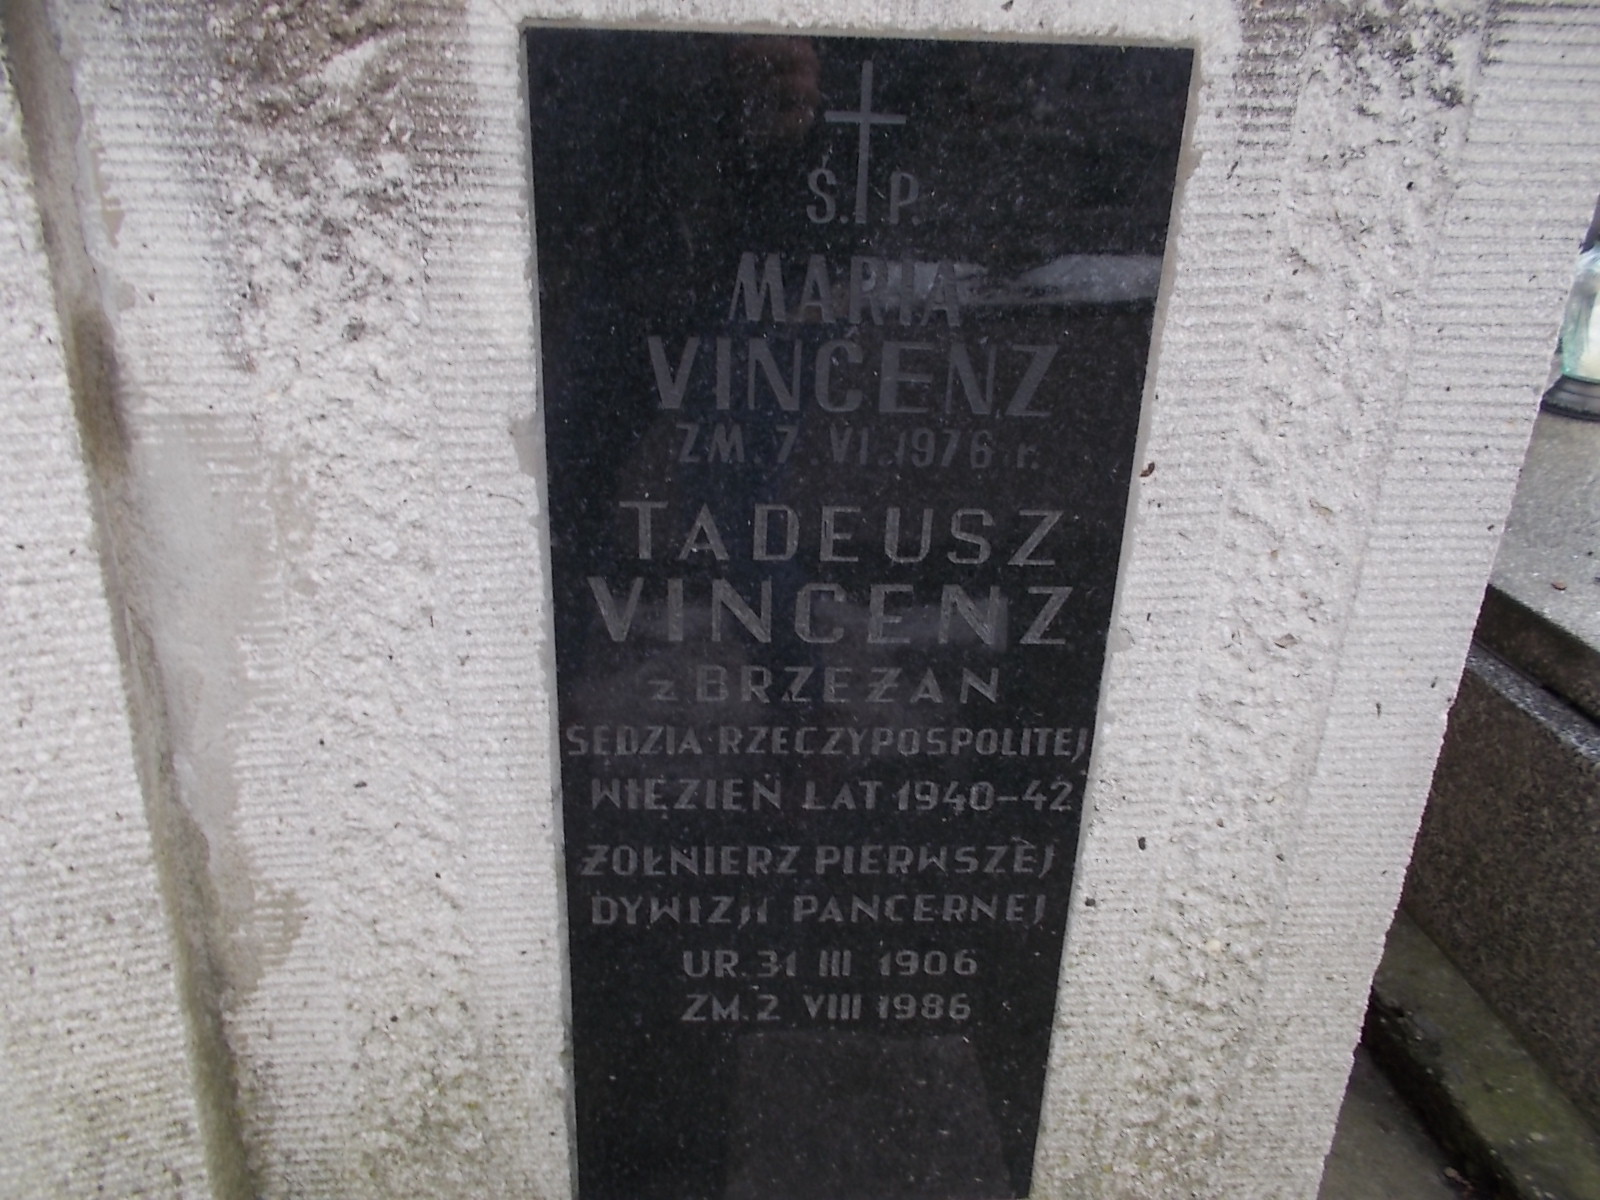 Ś. P.
MARIA
VINCENZ
ZM. 7. VI. 1976 r.
TADEUSZ
VINCENZ
z BRZEŻAN
SĘDZIA RZECZYPOSPOLITEJ
WIĘZIEŃ LAT 1940-42
ŻOŁNIERZ PIERWSZEJ
DYWIZJI PANCERNEJ
UR. 31 III 1906
ZM. 2 VIII 1986